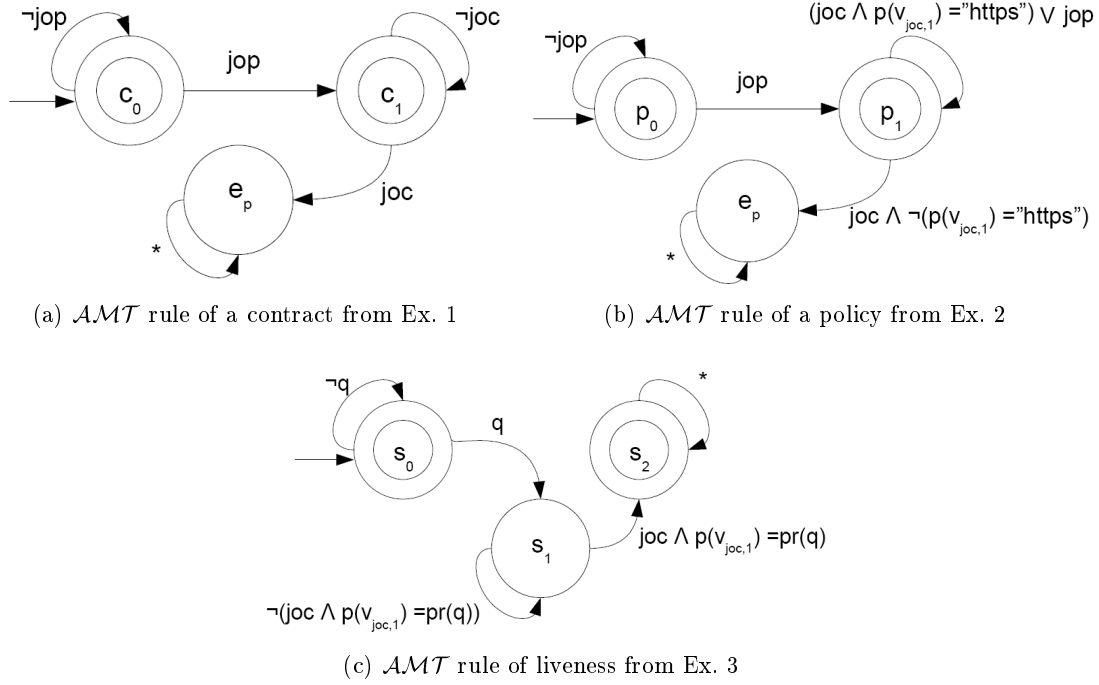 ¬jop
¬joc
jop
c0
c1
joc
ep
*
(a) AMT rule of a contract from Ex. 1
(joc Λ p(vjoc,1) ="https") V jop
¬jop
jop
p0
p1
ep
joc Λ ¬(p(vjoc,1) ="https")
*
(b) AMT rule of a policy from Ex. 2
¬q
*
q
s0
s2
s1
joc Λ p(vjoc,1) =pr(q)
¬(joc Λ p(vjoc,1) =pr(q))
(c) AMT rule of liveness from Ex. 3